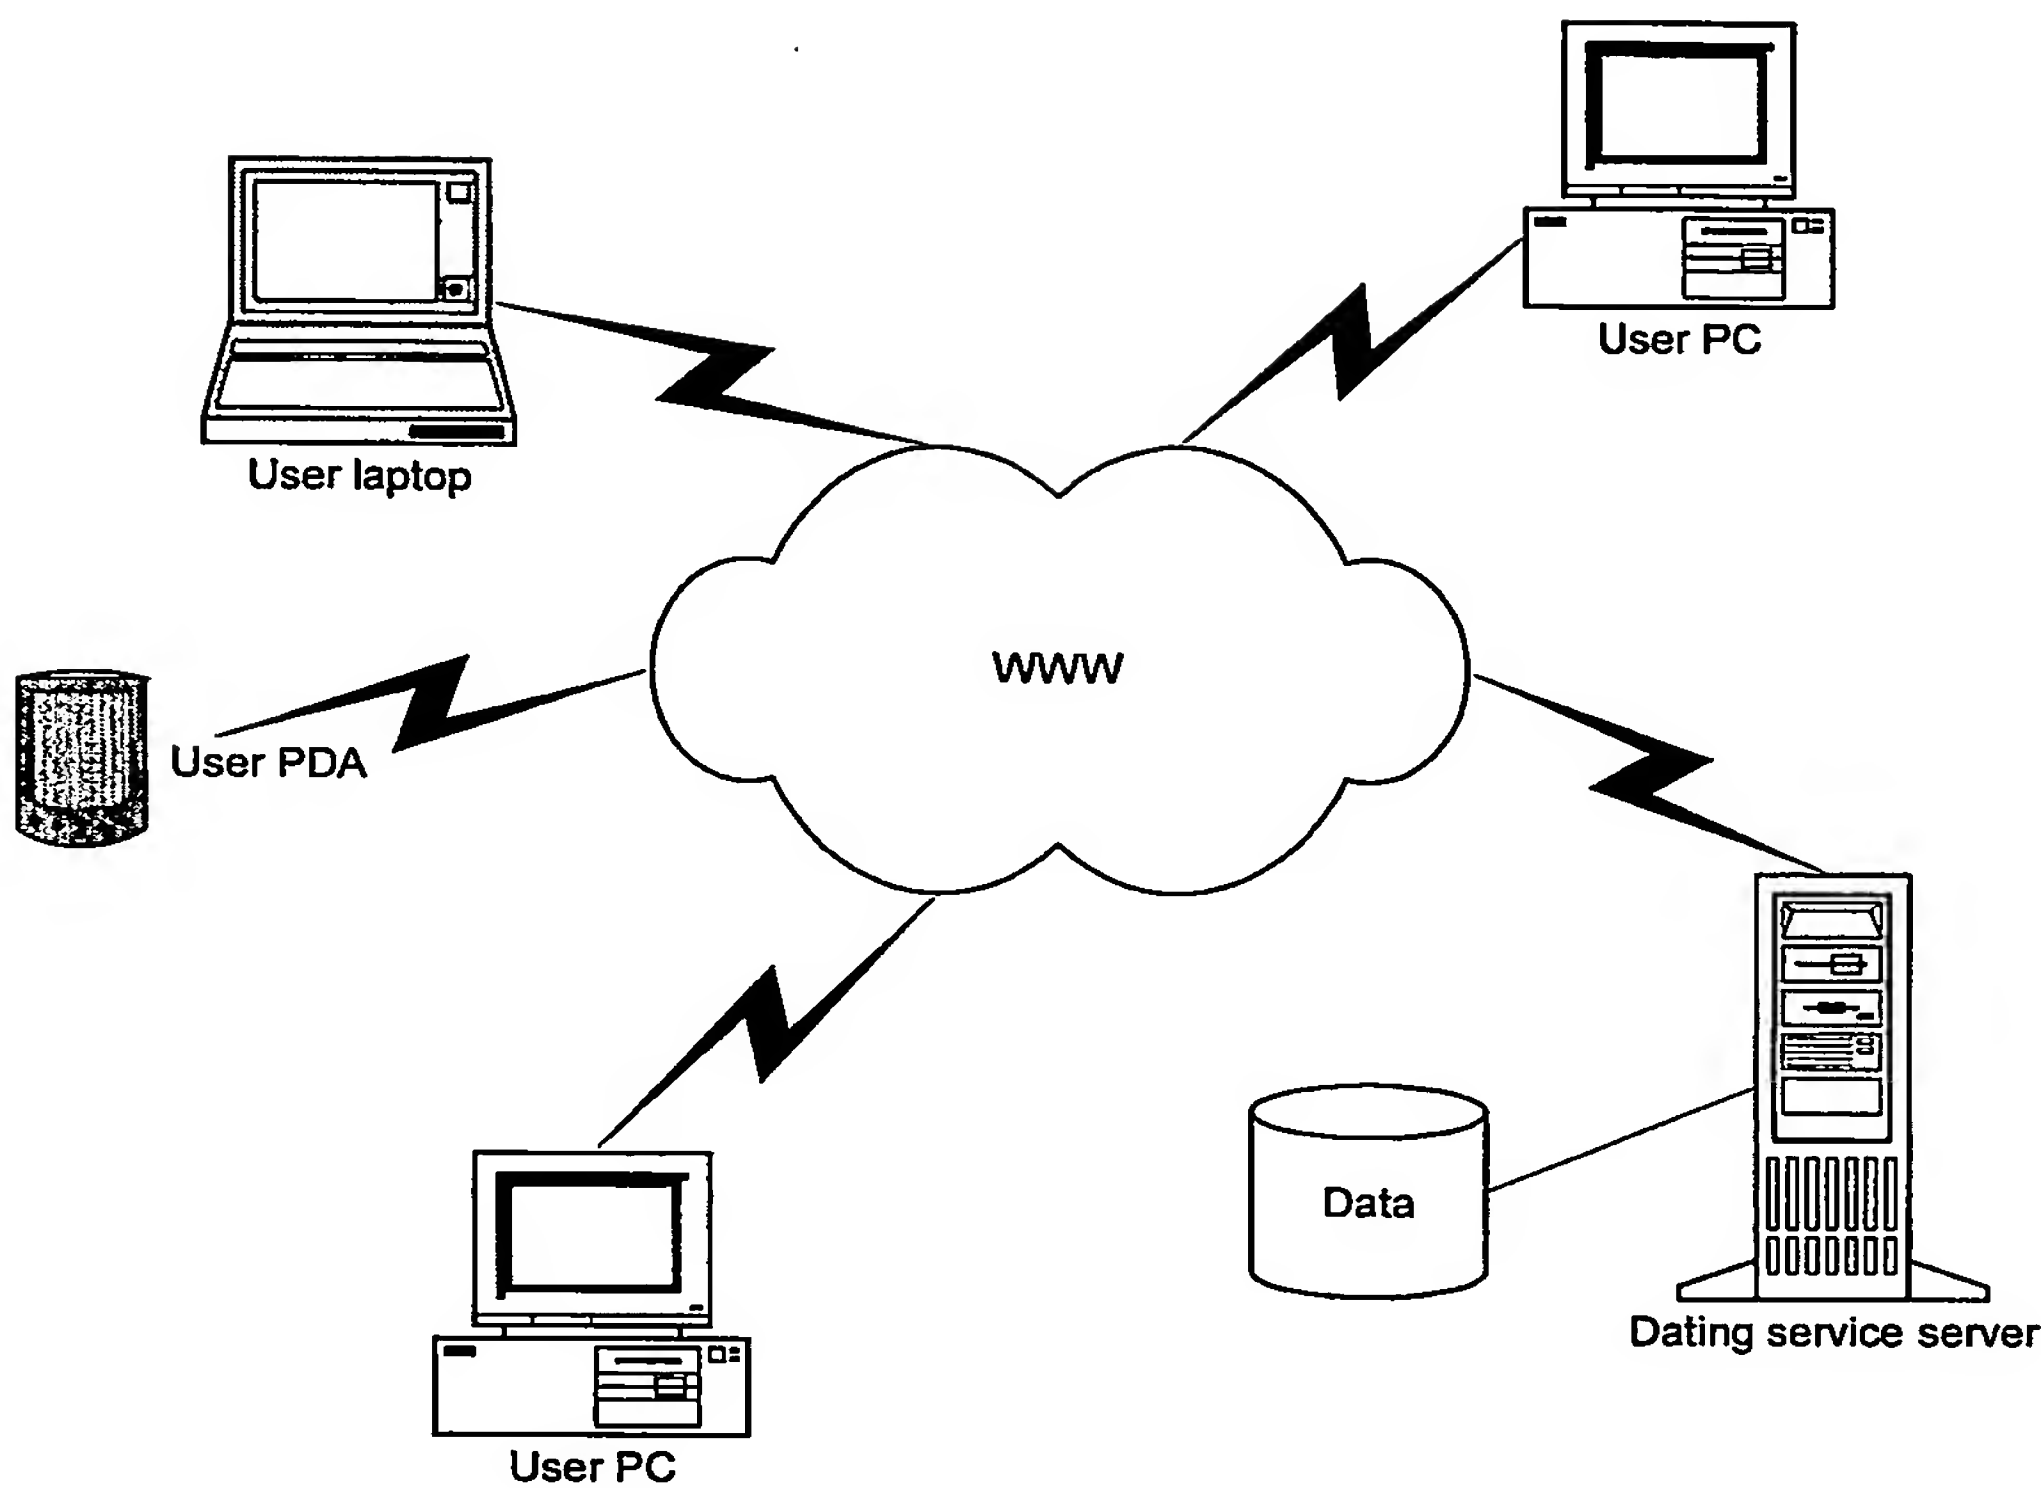 User PC
User laptop
WWW
User PDA
Data
Dating service server
User PC